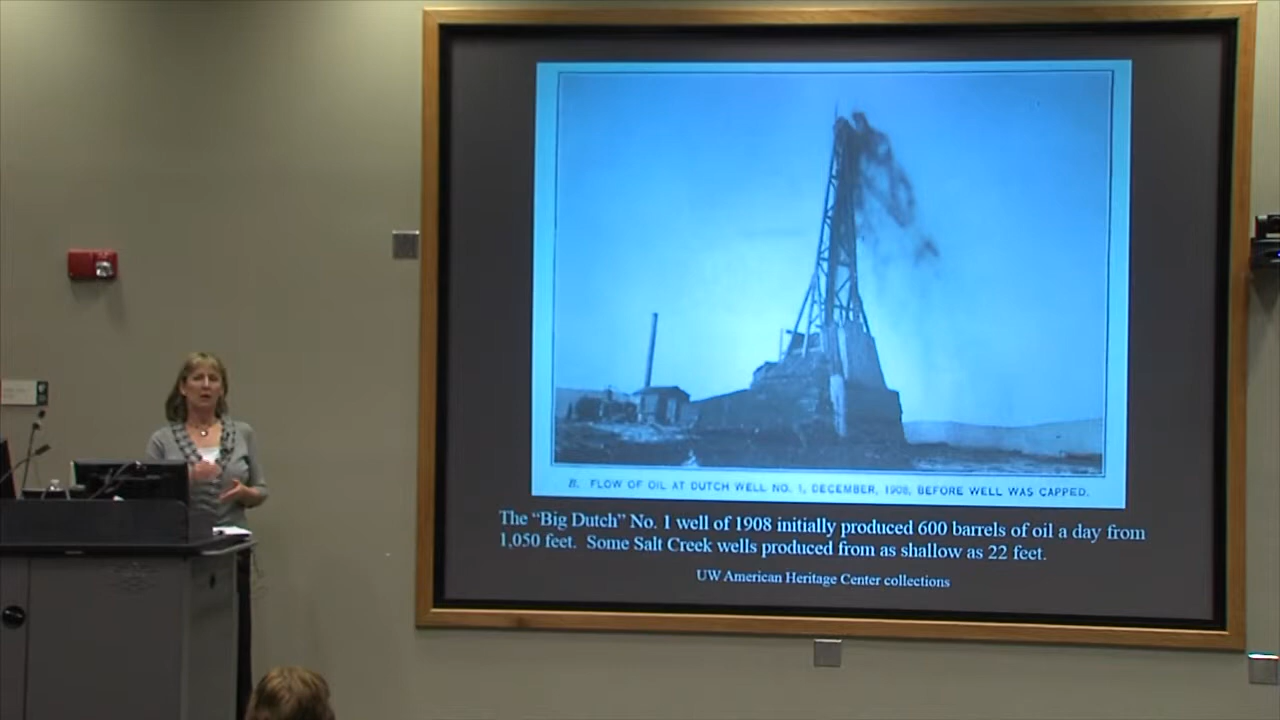 B. FLOW OF OIL AT DUTCH WELL NO. 1, DECEMBER, 1908, BEFORE WELL WAS CAPPED.
The “Big Dutch” No. 1 well of 1908 initially produced 600 barrels of oil a day from
1,050 feet. Some Salt Creek wells produced from as shallow as 22 feet.
UW American Heritage Center collections